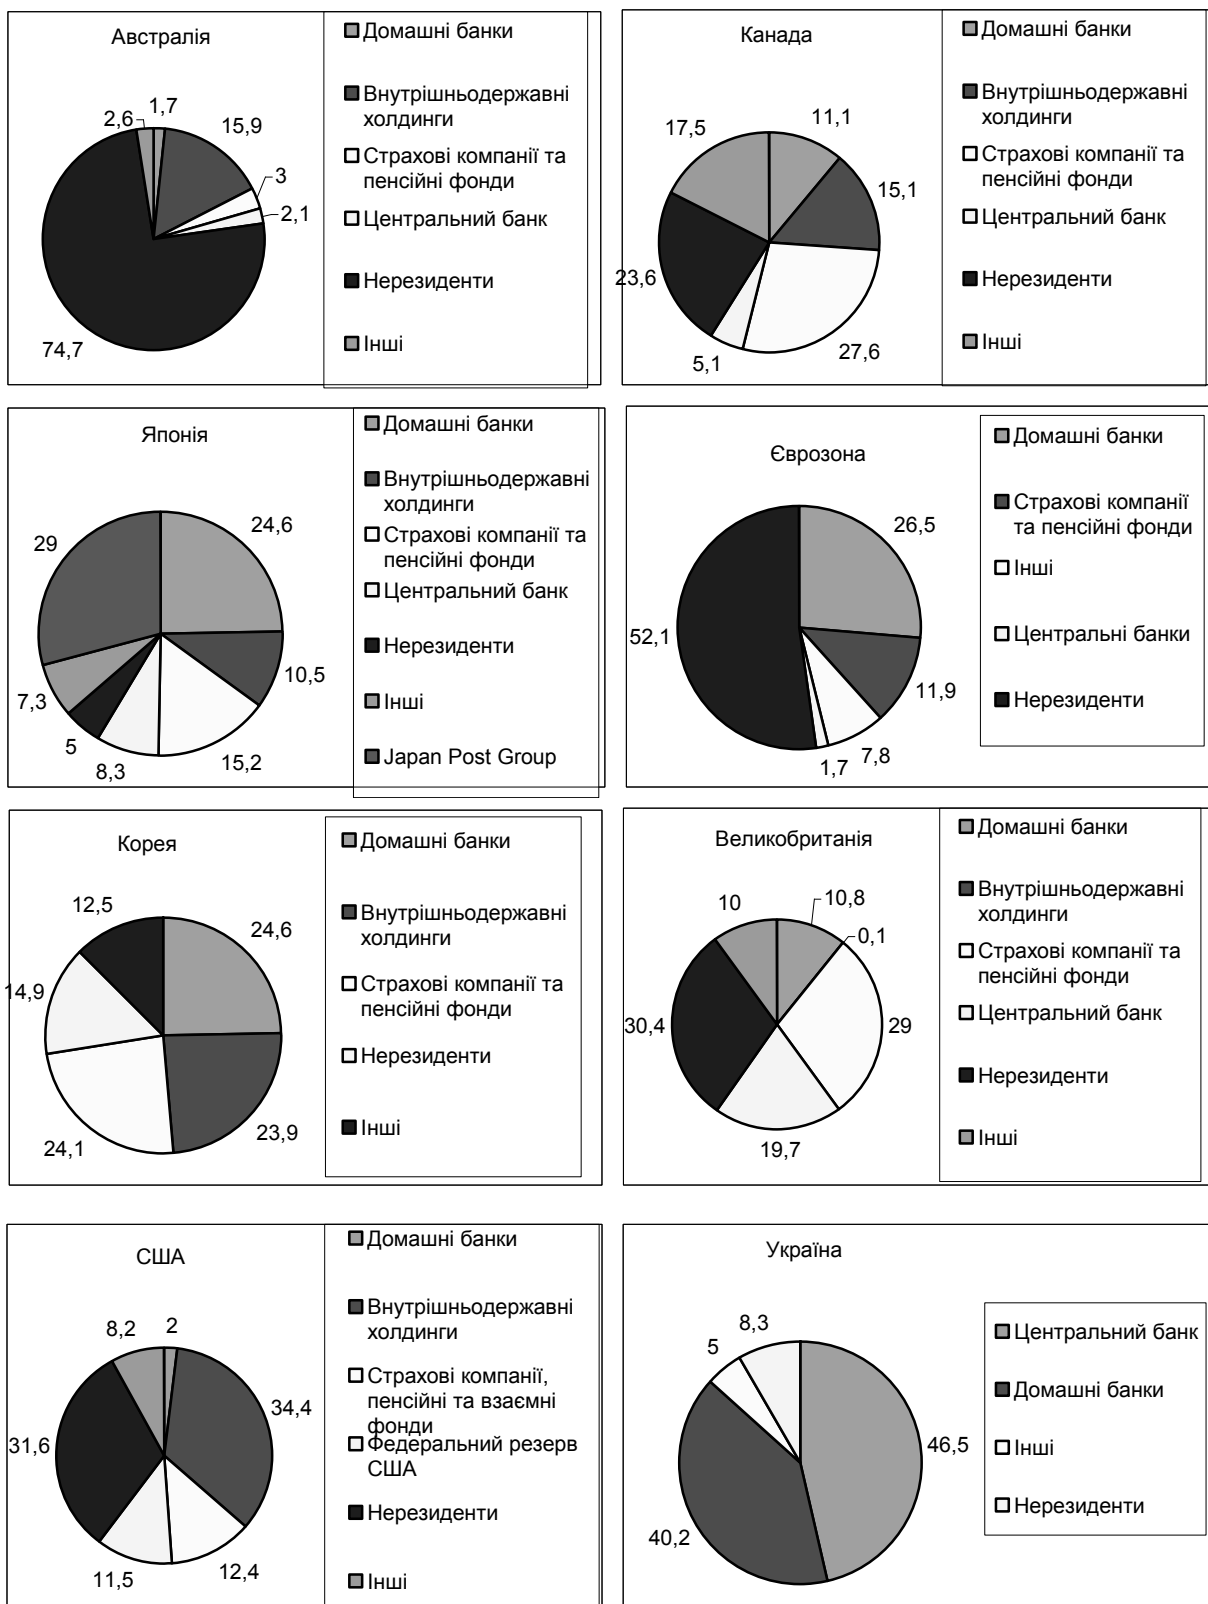 Австралія
2,6
1,7
15,9
3
2,1
74,7
Домашні банки
Внутрішньодержавні
холдинги
Страхові компанії та
пенсійні фонди
Центральний банк
Нерезиденти
Інші
Канада
17,5
11,1
15,1
23,6
5,1
27,6
Домашні банки
Внутрішньодержавні
холдинги
Страхові компанії та
пенсійні фонди
Центральний банк
Нерезиденти
Інші
Японія
29
24,6
10,5
7,3
5
8,3
15,2
Домашні банки
Внутрішньодержавні
холдинги
Страхові компанії та
пенсійні фонди
Центральний банк
Нерезиденти
Інші
Japan Post Group
Єврозона
26,5
52,1
11,9
7,8
1,7
Домашні банки
Страхові компанії
та пенсійні фонди
Інші
Центральні банки
Нерезиденти
Корея
12,5
24,6
14,9
24,1
23,9
Домашні банки
Внутрішньодержавні
холдинги
Страхові компанії та
пенсійні фонди
Нерезиденти
Інші
Великобританія
10
10,8
0,1
30,4
29
19,7
Домашні банки
Внутрішньодержавні
холдинги
Страхові компанії та
пенсійні фонди
Центральний банк
Нерезиденти
Інші
США
8,2
2
34,4
31,6
11,5
12,4
Домашні банки
Внутрішньодержавні
холдинги
Страхові компанії,
пенсійні та взаємні
фонди
Федеральний резерв
США
Нерезиденти
Інші
Україна
5
8,3
46,5
40,2
Центральний банк
Домашні банки
Інші
Нерезиденти